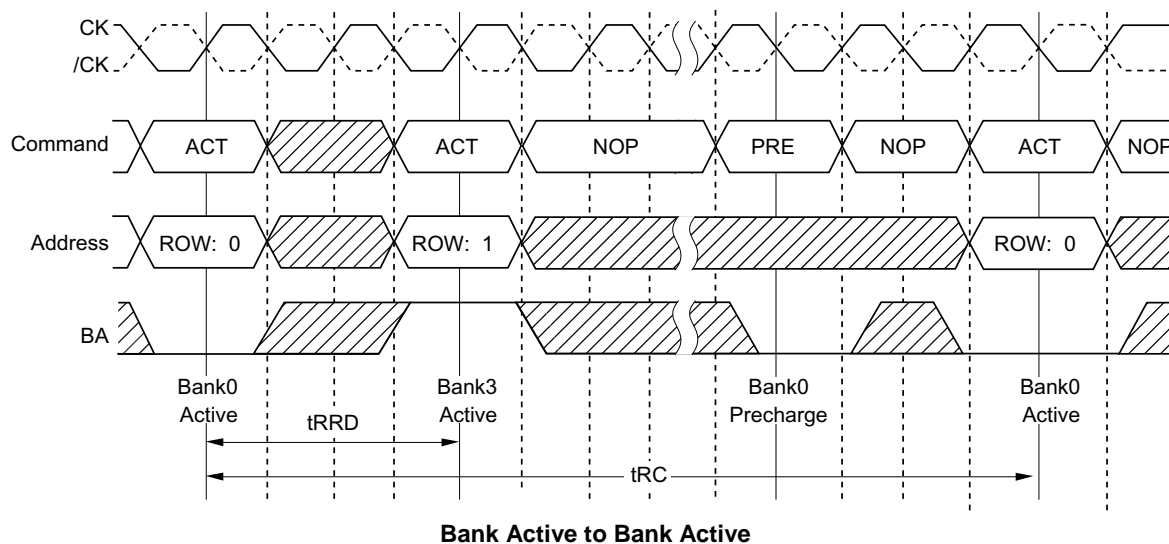 CK
/CK
Command
ACT
ACT
NOP
PRE
NOP
ACT
NOP
Address
ROW: 0
ROW: 1
ROW: 0
BA
Bank0
Active
Bank3
Active
Bank0
Precharge
Bank0
Active
tRRD
tRC
Bank Active to Bank Active